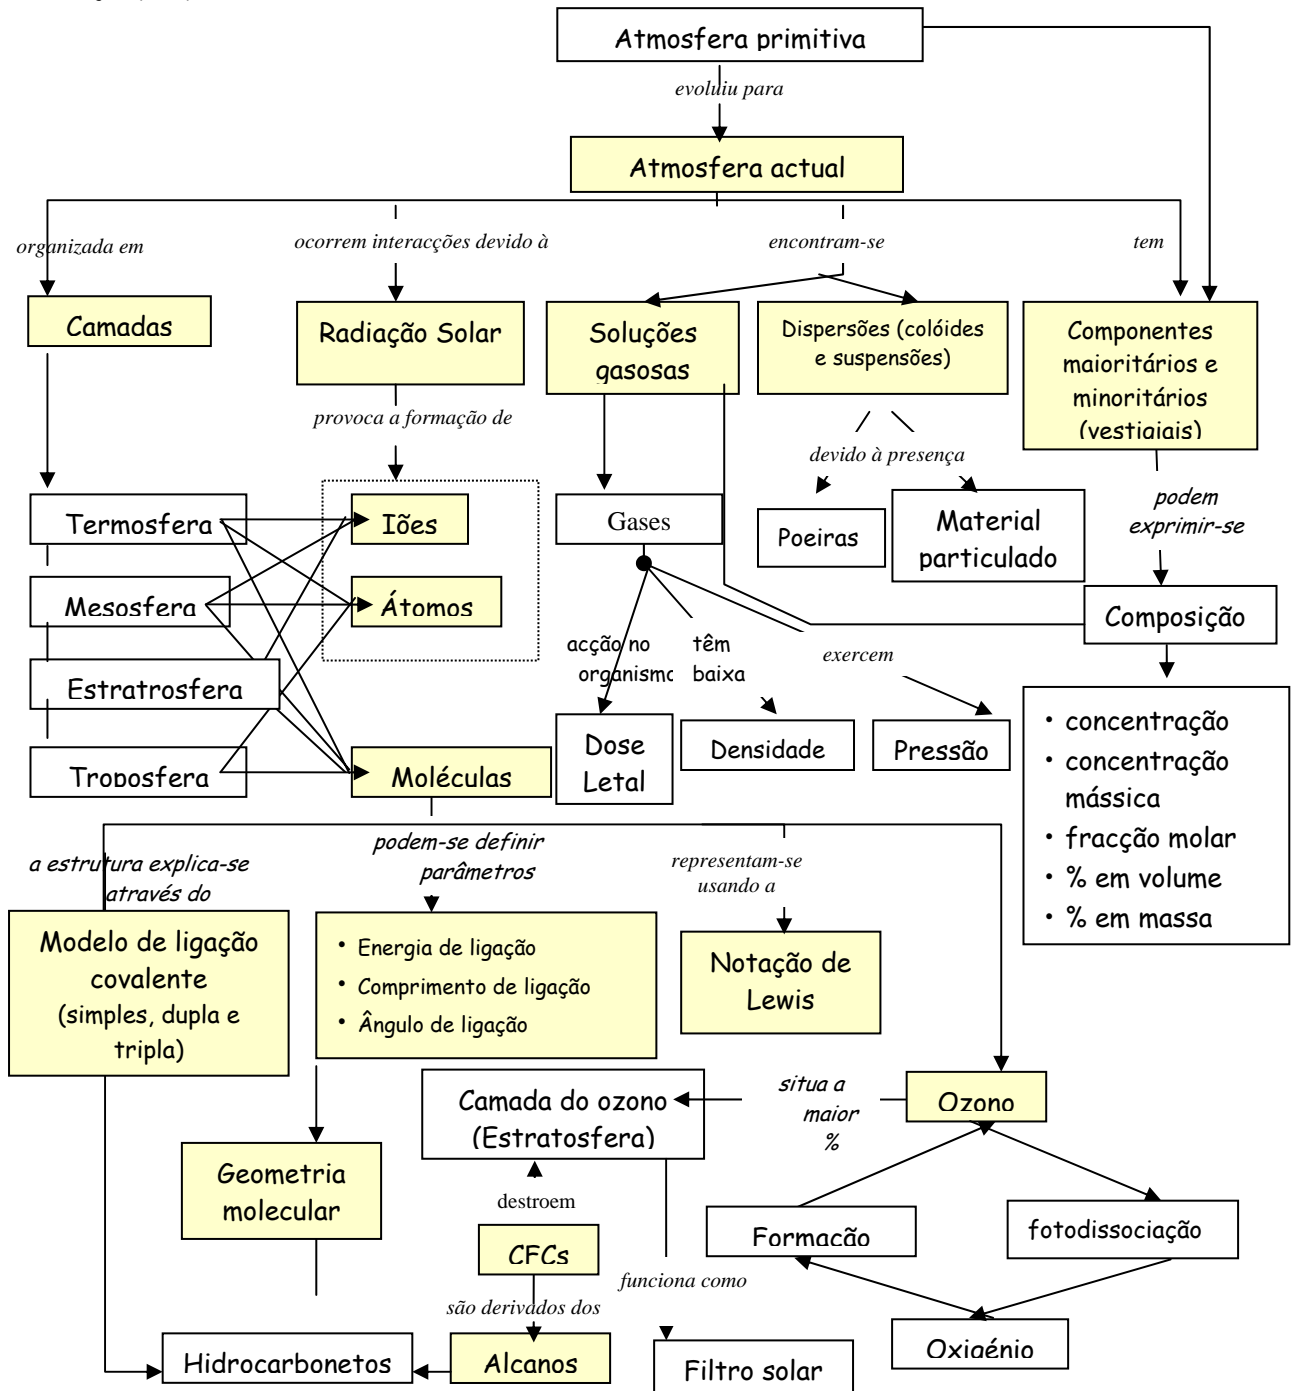 Atmosfera primitiva
evoluiu para
Atmosfera actual
organizada em
ocorrem interacções devido à
encontram-se
tem
Camadas
Radiação Solar
Soluções
gasosas
Dispersões (colóides
e suspensões)
Componentes
maioritários e
minoritários
(vestigiais)
provoca a formação de
devido à presença
podem
exprimir-se
Termosfera
Iões
Gases
Poeiras
Material
particulado
Mesosfera
Átomos
Composição
acção no
organismo
têm
baixa
exercem
Estratrosfera
Troposfera
Moléculas
Dose
Letal
Densidade
Pressão
• concentração
• concentração
mássica
• fracção molar
• % em volume
• % em massa
a estrutura explica-se
através do
podem-se definir
parâmetros
representam-se
usando a
Modelo de ligação
covalente
(simples, dupla e
tripla)
• Energia de ligação
• Comprimento de ligação
• Ângulo de ligação
Notação de
Lewis
Camada do ozono
(Estratosfera)
situa a
maior
%
Ozono
Geometria
molecular
destroem
CFCs
Formação
fotodissociação
funciona como
são derivados dos
Hidrocarbonetos
Alcanos
Filtro solar
Oxigénio